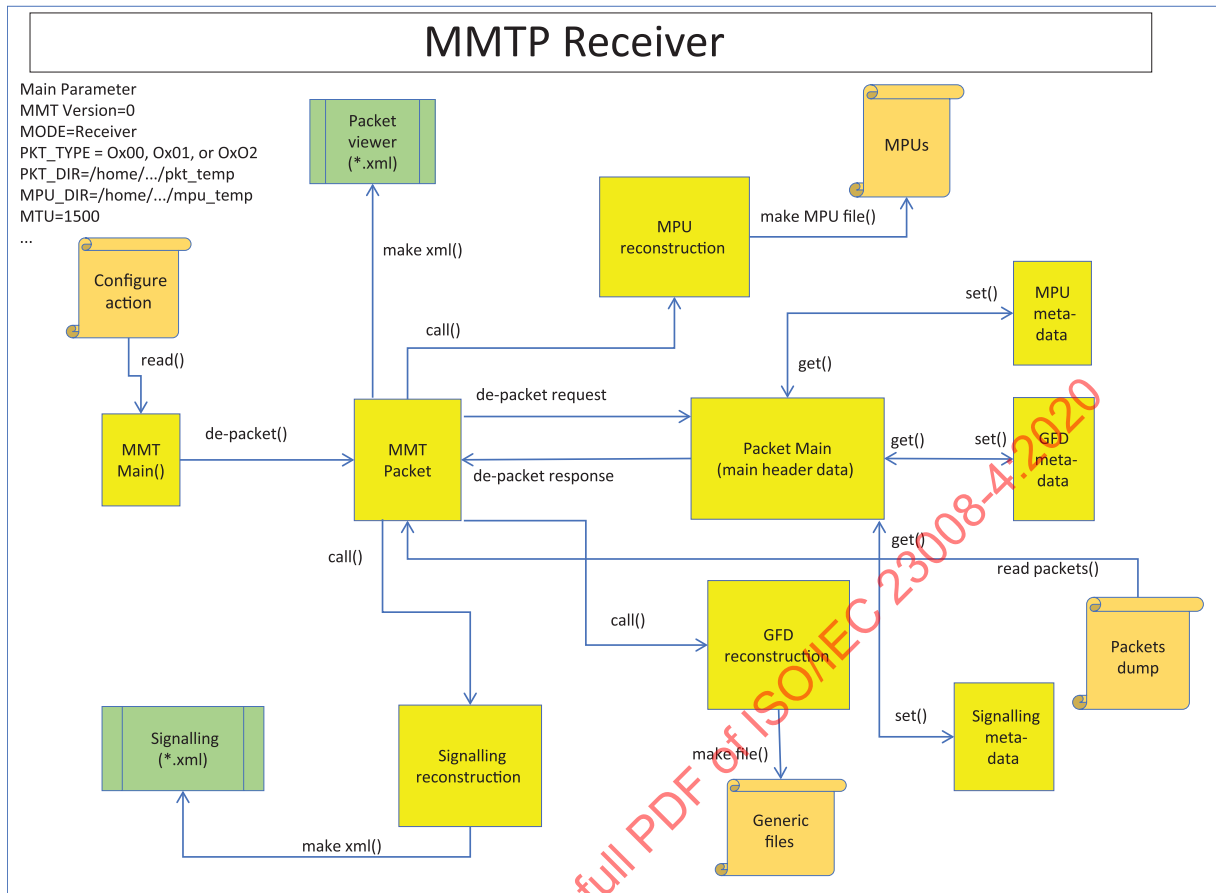 MMTP Receiver
Main Parameter
MMT Version=0
MODE=Receiver
PKT_TYPE = Ox00, Ox01, or OxO2
PKT_DIR=/home/.../pkt_temp
MPU_DIR=/home/.../mpu_temp
MTU=1500
...
Packet
viewer
(*.xml)
MPUs
MPU
reconstruction
make MPU file()
make xml()
Configure
action
set()
MPU
meta-
data
call()
read()
get()
de-packet request
MMT
Main()
de-packet()
MMT
Packet
Packet Main
(main header data)
get()
set()
GFD
meta-
data
de-packet response
call()
get()
read packets()
call()
GFD
reconstruction
Packets
dump
Signalling
(*.xml)
Signalling
reconstruction
set()
Signalling
meta-
data
make file()
Generic
files
make xml()
full PDF of ISO/IEC 23008-4:2020